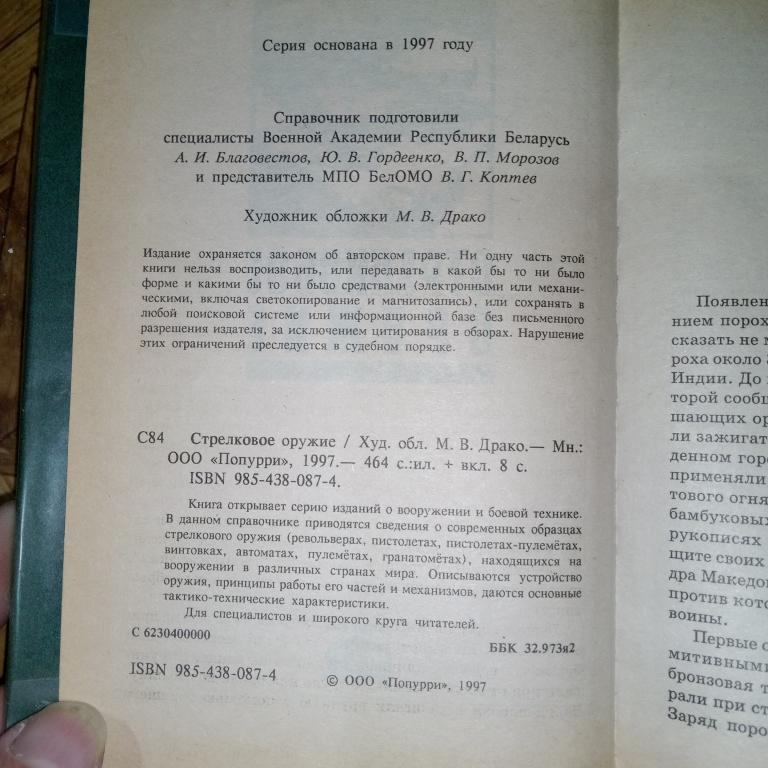 Серия основана в 1997 году
Справочник подготовили
специалисты Военной Академии Республики Беларусь
А. И. Благовестов, Ю. В. Гордеенко, В. П. Морозов
и представитель МПО БелОМО В. Г. Коптев
Художник обложки М. В. Драко
Издание охраняется законом об авторском праве. Ни одну часть этой
книги нельзя воспроизводить, или передавать в какой бы то ни было
форме и какими бы то ни было средствами (электронными или механи-
ческими, включая светокопирование и магнитозапись), или сохранять в
любой поисковой системе или информационной базе без письменного
разрешения издателя, за исключением цитирования в обзорах. Нарушение
этих ограничений преследуется в судебном порядке.
С84 Стрелковое оружие / Худ. обл. М. В. Драко.— Мн.:
ООО «Попурри», 1997.— 464 с.:ил. + вкл. 8 с.
ISBN 985-438-087-4.
Книга открывает серию изданий о вооружении и боевой технике.
В данном справочнике приводятся сведения о современных образцах
стрелкового оружия (револьверах, пистолетах, пистолетах-пулемётах,
винтовках, автоматах, пулемётах, гранатомётах), находящихся на
вооружении в различных странах мира. Описываются устройство
оружия, принципы работы его частей и механизмов, даются основные
тактико-технические характеристики.
Для специалистов и широкого круга читателей.
С 6230400000
ББК 32.973я2
ISBN 985-438-087-4
© ООО «Попурри», 1997
Появлен
нием порох
сказать не м
роха около
Индии. До
торой сообщ
шающих ор
ли зажигат
денном горо
применяли
тового огня
бамбуковых
рукописях
щите своих
дра Македо
против кото
воины.
Первые о
митивными
бронзовая т
рали при ст
Заряд поро